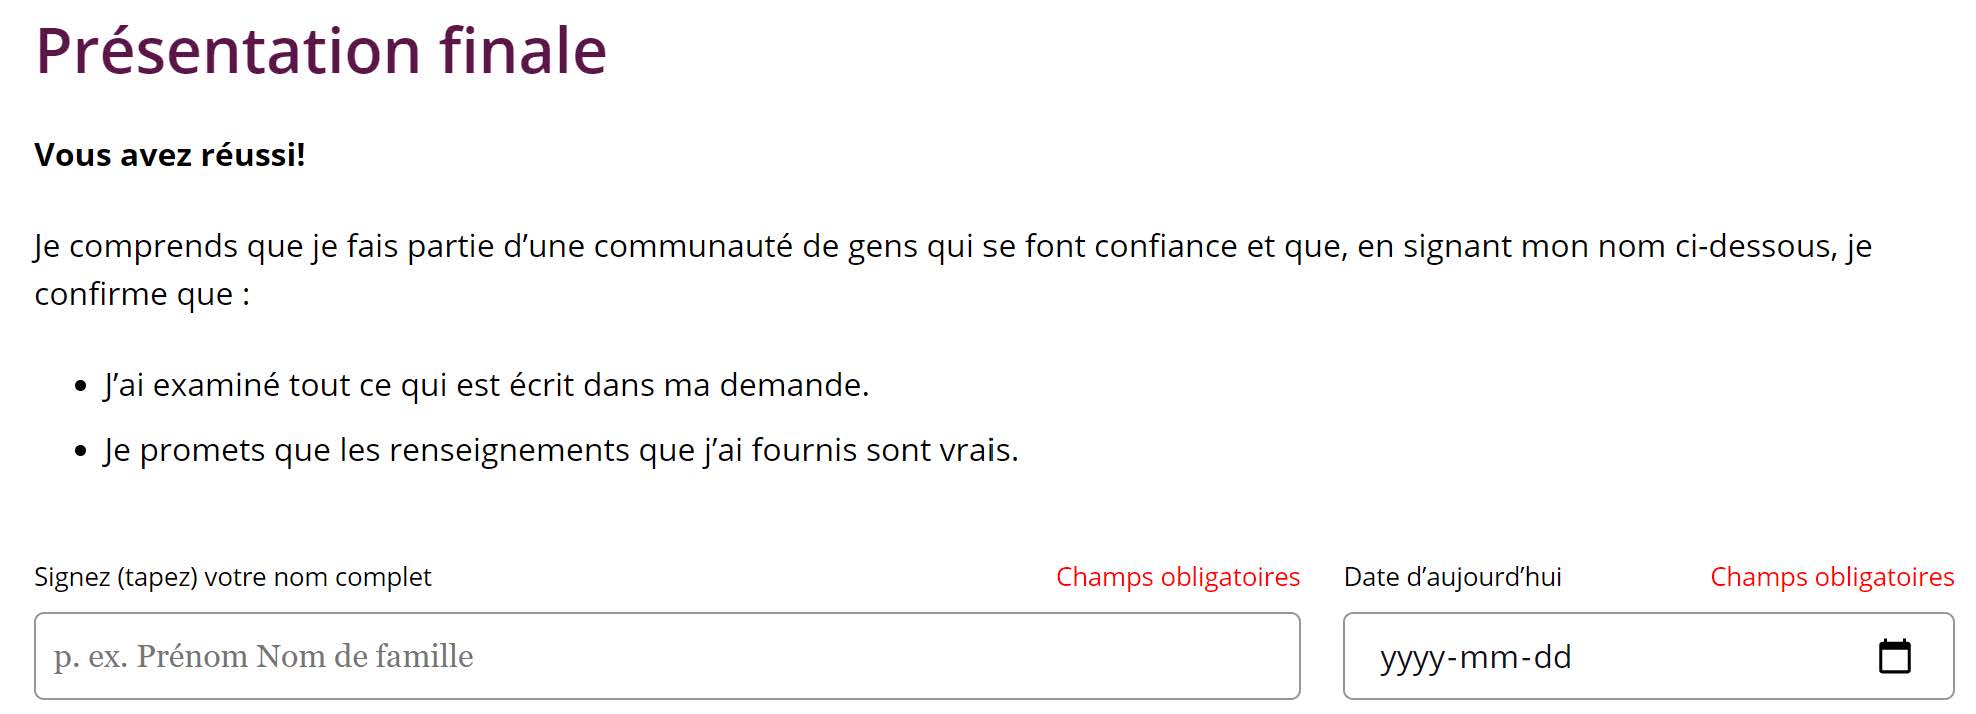 Présentation finale
Vous avez réussi!
Je comprends que je fais partie d’une communauté de gens qui se font confiance et que, en signant mon nom ci-dessous, je
confirme que :
• J’ai examiné tout ce qui est écrit dans ma demande.
• Je promets que les renseignements que j’ai fournis sont vrais.
Signez (tapez) votre nom complet Champs obligatoires Date d’aujourd’hui Champs obligatoires
p. ex. Prénom Nom de famille yyyy-mm-dd